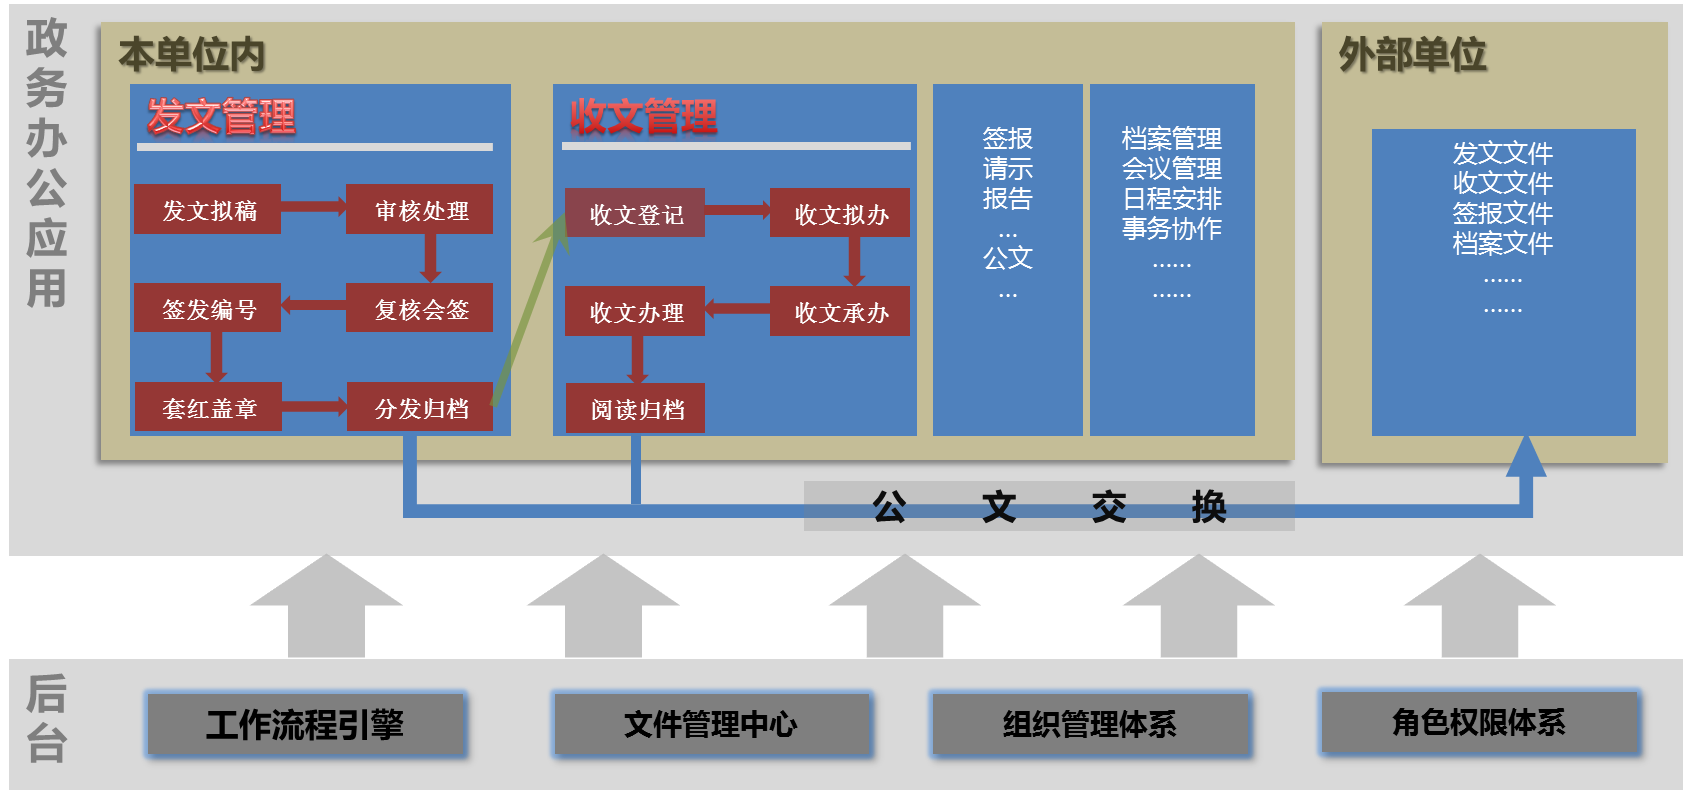 政务办公应用
本单位内
发文管理
发文拟稿
审核处理
签发编号
复核会签
套红盖章
分发归档
收文管理
收文登记
收文拟办
收文办理
收文承办
阅读归档
签报
请示
报告
...
公文
...
档案管理
会议管理
日程安排
事务协作
......
......
外部单位
发文文件
收文文件
签报文件
档案文件
......
......
公文交换
后台
工作流程引擎
文件管理中心
组织管理体系
角色权限体系